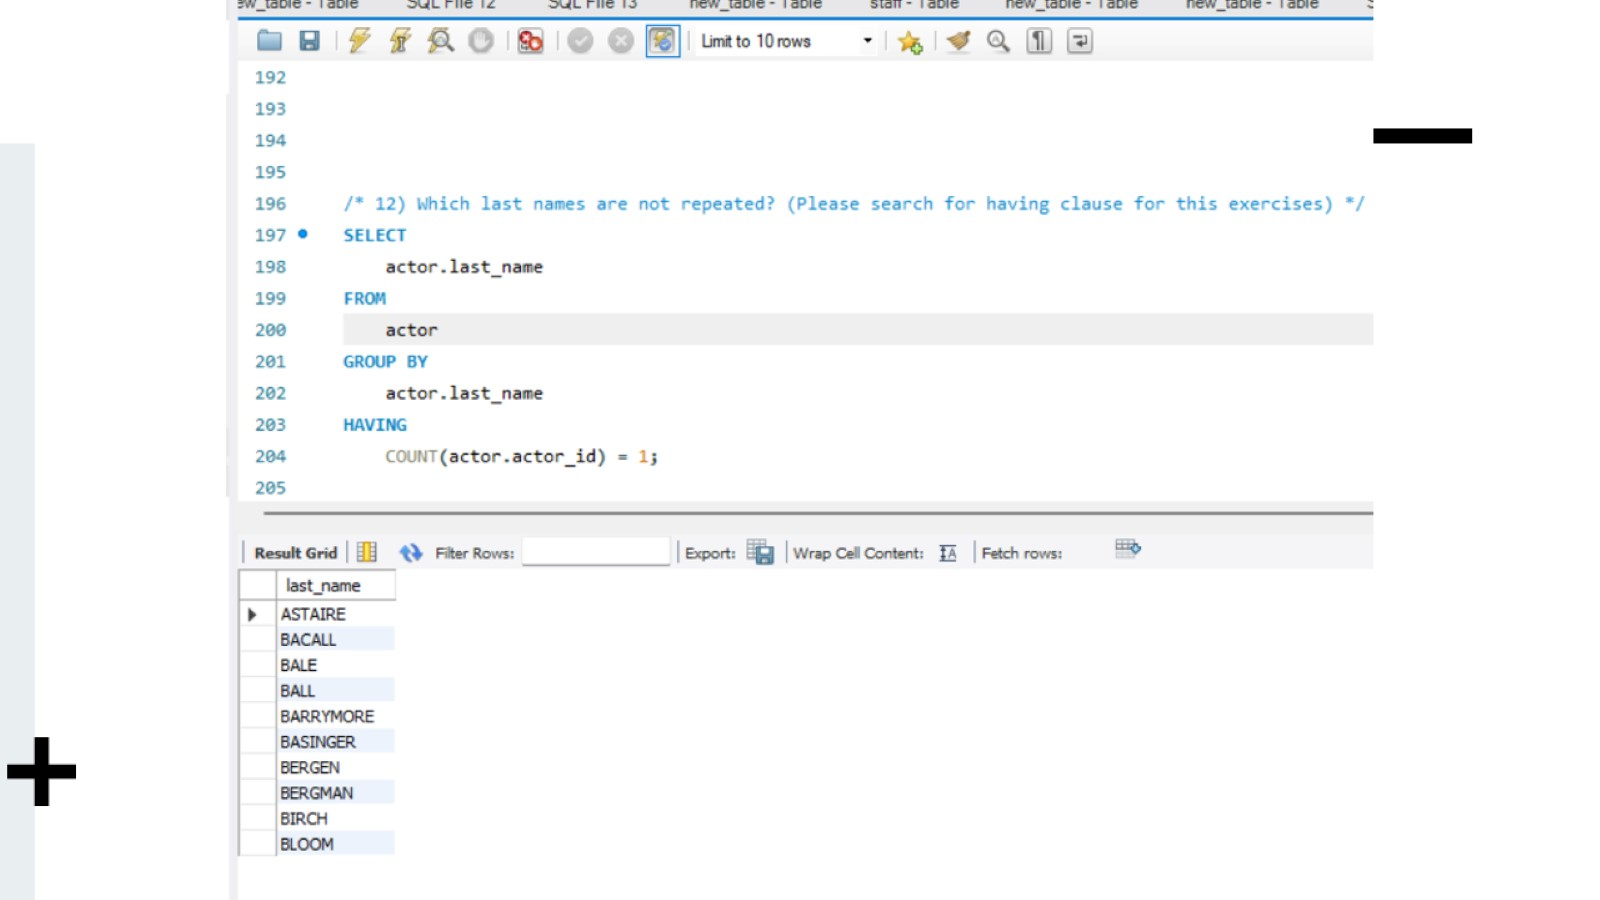 ew_table - Table SQL File 12 SQL File 13 new_table - Table staff - Table new_table - Table new_table - Table
Limit to 10 rows
192
193
194
195
196 /* 12) Which last names are not repeated? (Please search for having clause for this exercises) */
197 SELECT
198 actor.last_name
199 FROM
200 actor
201 GROUP BY
202 actor.last_name
203 HAVING
204 COUNT(actor.actor_id) = 1;
205
Result Grid Filter Rows: Export: Wrap Cell Content: Fetch rows:
last_name
ASTAIRE
BACALL
BALE
BALL
BARRYMORE
BASINGER
BERGEN
BERGMAN
BIRCH
BLOOM